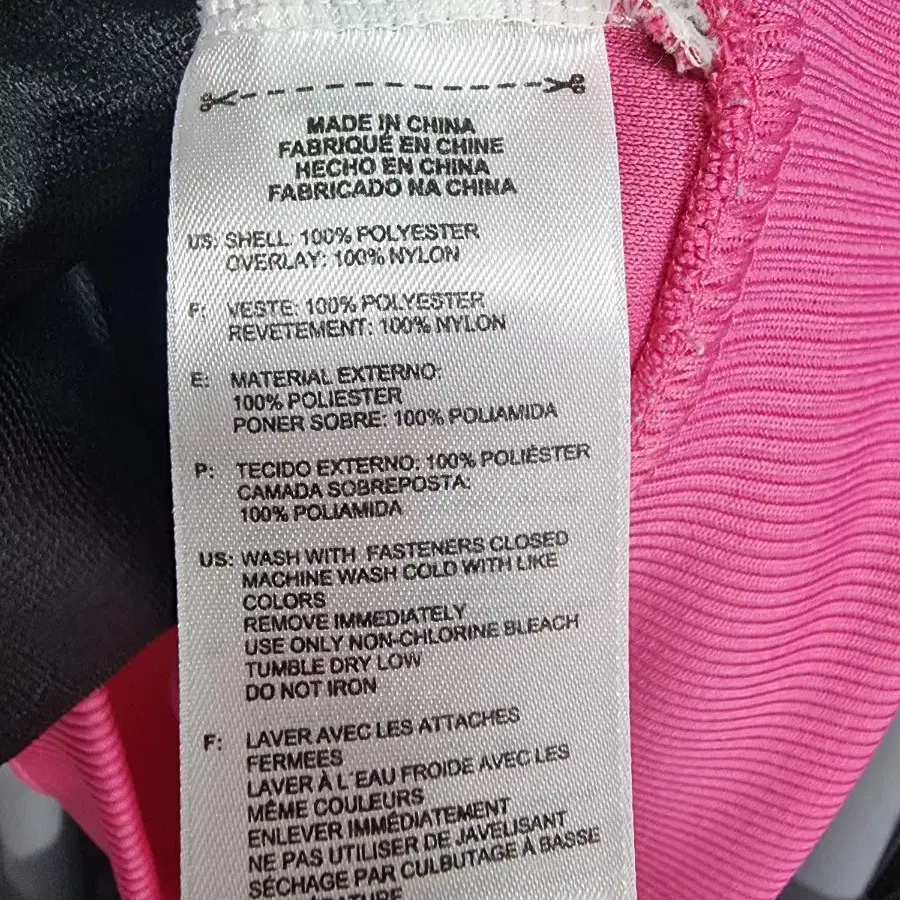 MADE IN CHINA
FABRIQUÉ EN CHINE
HECHO EN CHINA
FABRICADO NA CHINA
US: SHELL: 100% POLYESTER
OVERLAY: 100% NYLON
F: VESTE: 100% POLYESTER
REVETEMENT: 100% NYLON
E: MATERIAL EXTERNO:
100% POLIESTER
PONER SOBRE: 100% POLIAMIDA
P: TECIDO EXTERNO: 100% POLIÉSTER
CAMADA SOBREPOSTA:
100% POLIAMIDA
US: WASH WITH FASTENERS CLOSED
MACHINE WASH COLD WITH LIKE
COLORS
REMOVE IMMEDIATELY
USE ONLY NON-CHLORINE BLEACH
TUMBLE DRY LOW
DO NOT IRON
F: LAVER AVEC LES ATTACHES
FERMEES
LAVER À L'EAU FROIDE AVEC LES
MÊME COULEURS
ENLEVER IMMÉDIATEMENT
NE PAS UTILISER DE JAVELISANT
SÉCHAGE PAR CULBUTAGE À BASSE